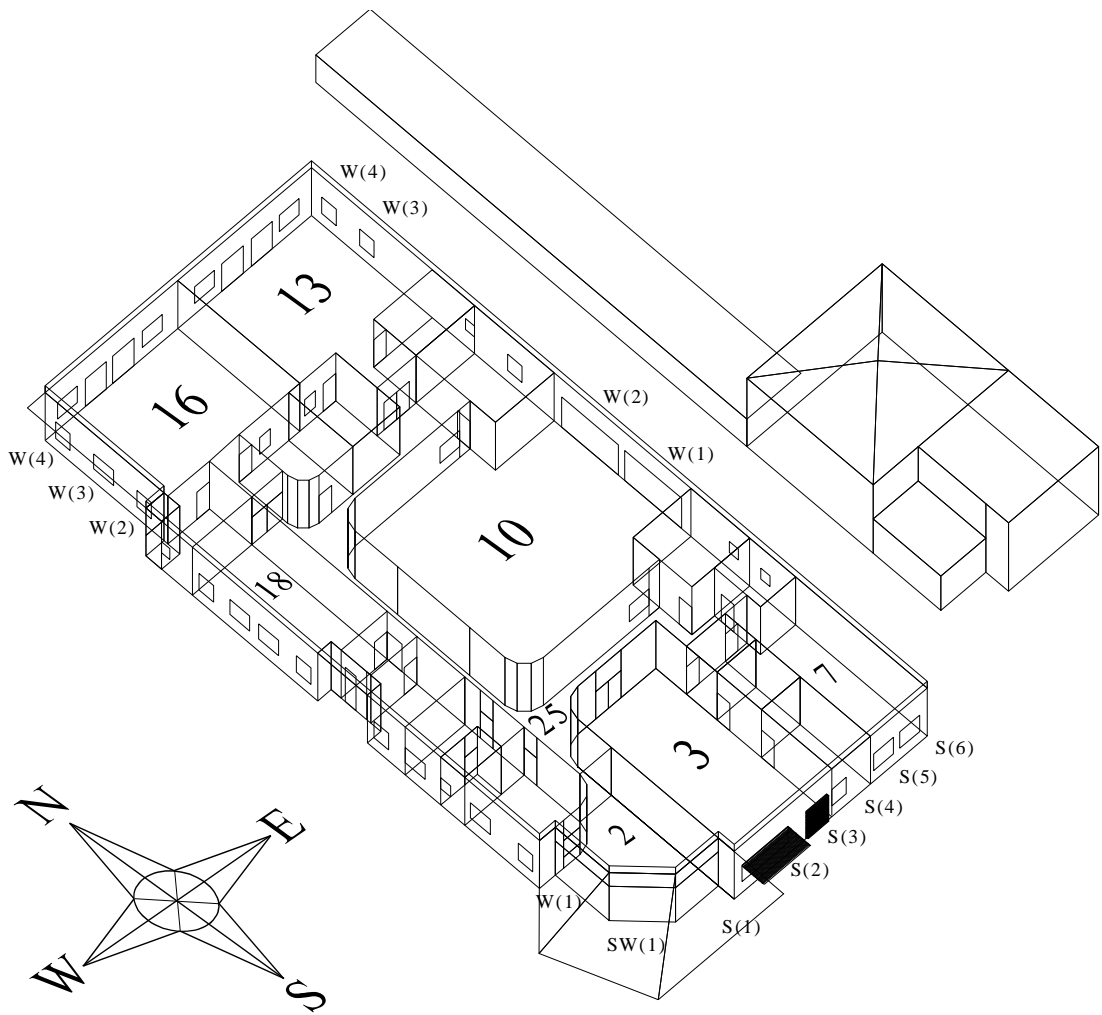 W(4)
W(3)
13
W(2)
16
W(1)
W(4)
W(3)
W(2)
10
18
7
25
3
S(6)
S(5)
S(4)
2
S(3)
S(2)
W(1)
S(1)
SW(1)
N
E
W
S